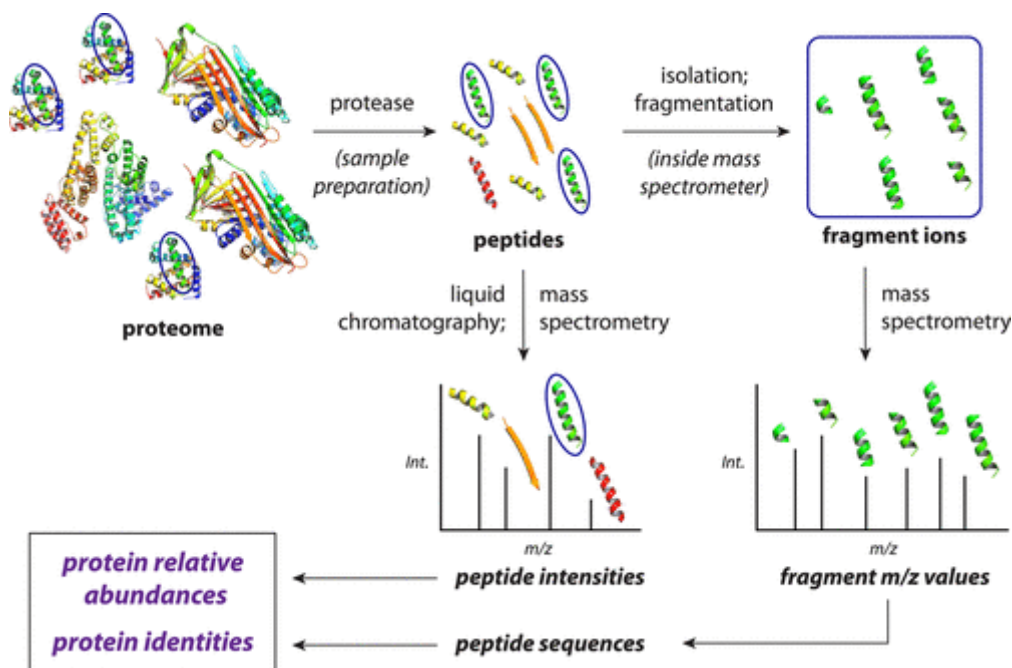 protease
(sample
preparation)
isolation;
fragmentation
(inside mass
spectrometer)
proteome
peptides
fragment ions
liquid
chromatography;
mass
spectrometry
mass
spectrometry
Int.
m/z
Int.
m/z
peptide intensities
fragment m/z values
protein relative
abundances
protein identities
peptide sequences